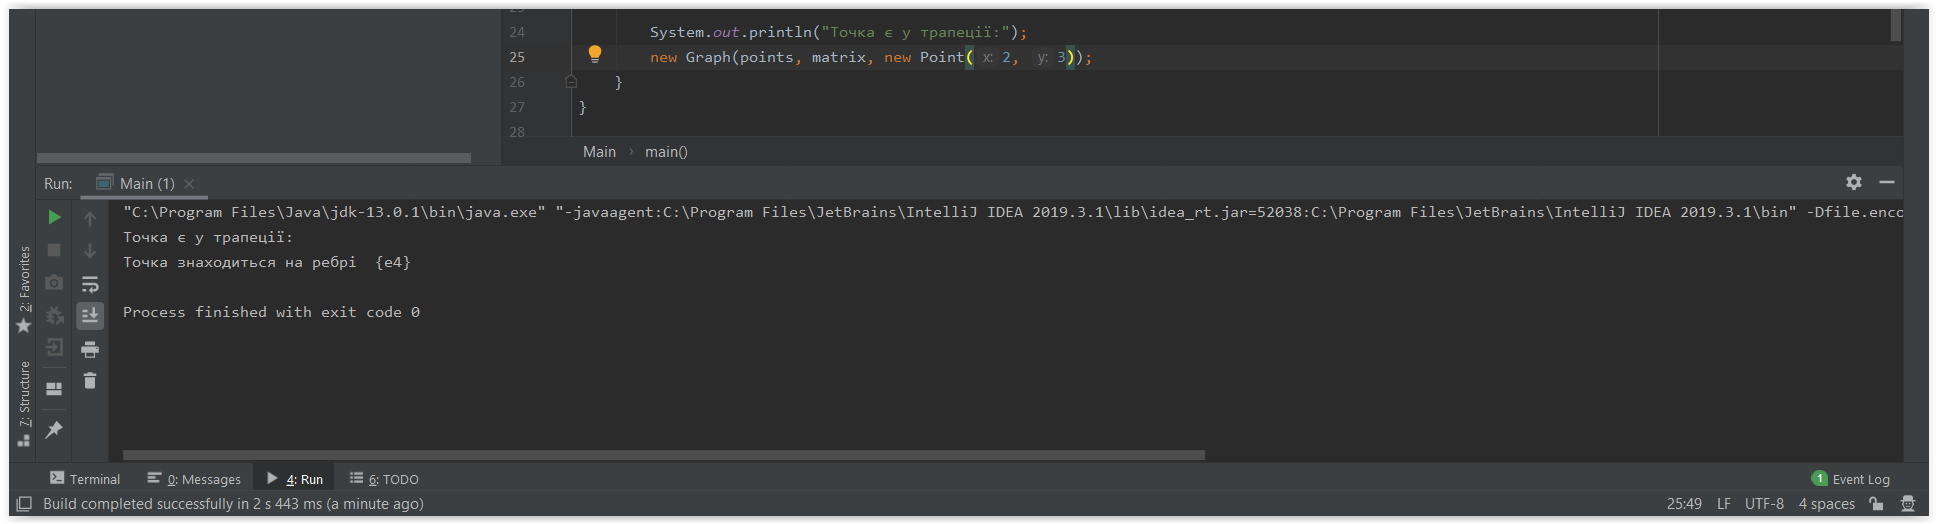 24 System.out.println("Точка є у трапеції:");
25 new Graph(points, matrix, new Point( x: 2, y: 3));
26 }
27 }
28
Main › main()
Run: Main (1) ×
"C:\Program Files\Java\jdk-13.0.1\bin\java.exe" "-javaagent:C:\Program Files\JetBrains\IntelliJ IDEA 2019.3.1\lib\idea_rt.jar=52038:C:\Program Files\JetBrains\IntelliJ IDEA 2019.3.1\bin" -Dfile.enco
Точка є у трапеції:
Точка знаходиться на ребрі {e4}
Process finished with exit code 0
2: Favorites
7: Structure
Terminal 0: Messages 4: Run 6: TODO 1 Event Log
Build completed successfully in 2 s 443 ms (a minute ago) 25:49 LF UTF-8 4 spaces